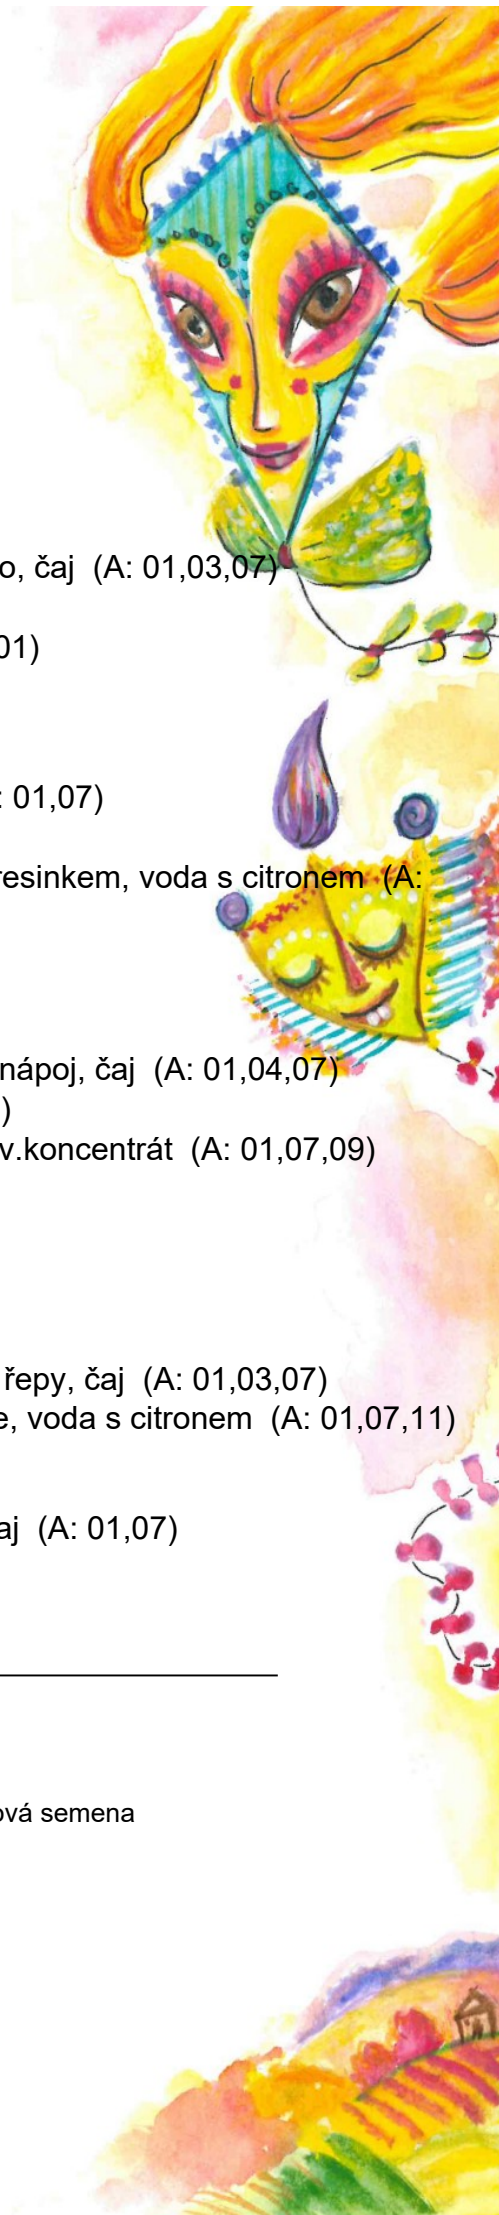 o, čaj (A: 01,03,07)
01)
: 01,07)
resinkem, voda s citronem (A:
nápoj, čaj (A: 01,04,07)
)
v.koncentrát (A: 01,07,09)
řepy, čaj (A: 01,03,07)
e, voda s citronem (A: 01,07,11)
aj (A: 01,07)
ová semena